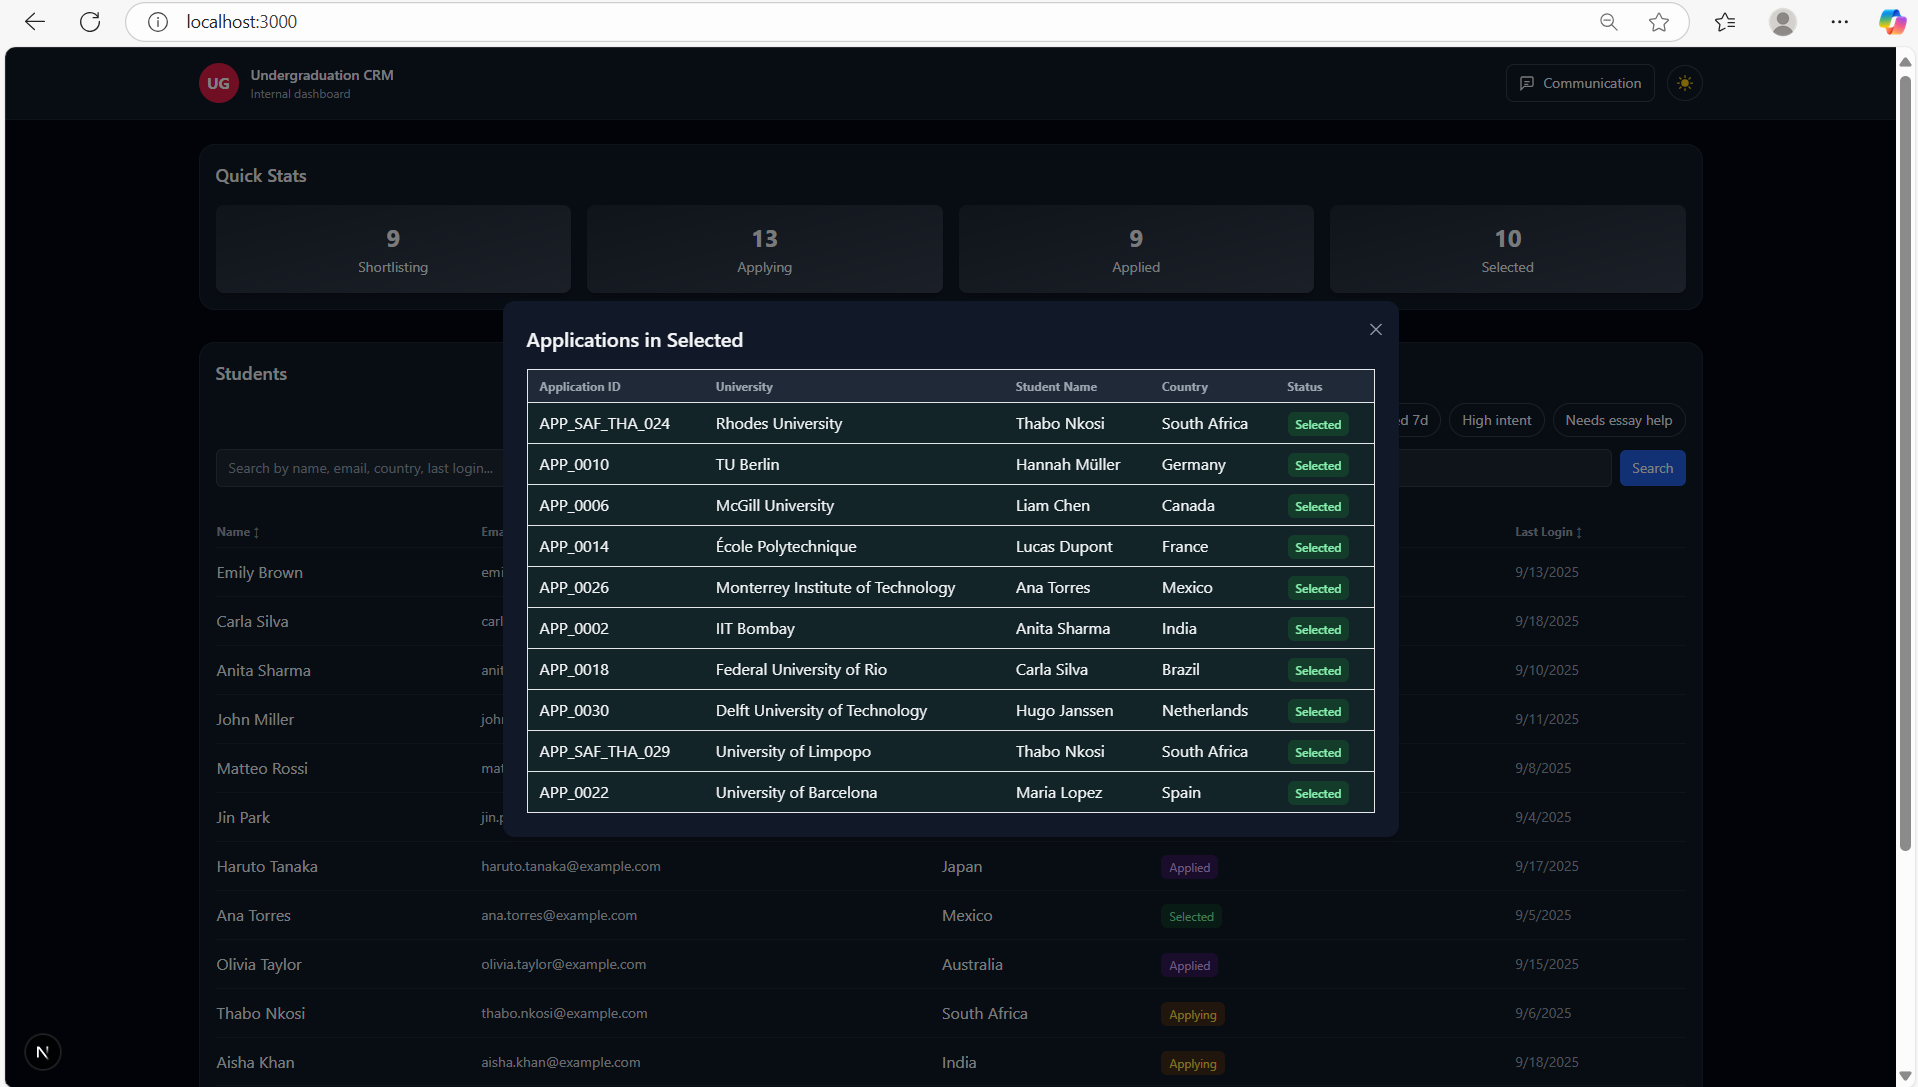 localhost:3000
UG
Undergraduation CRM
Internal dashboard
Communication
Quick Stats
9
Shortlisting
13
Applying
9
Applied
10
Selected
Applications in Selected
Application ID University Student Name Country Status
APP_SAF_THA_024 Rhodes University Thabo Nkosi South Africa Selected
APP_0010 TU Berlin Hannah Müller Germany Selected
APP_0006 McGill University Liam Chen Canada Selected
APP_0014 École Polytechnique Lucas Dupont France Selected
APP_0026 Monterrey Institute of Technology Ana Torres Mexico Selected
APP_0002 IIT Bombay Anita Sharma India Selected
APP_0018 Federal University of Rio Carla Silva Brazil Selected
APP_0030 Delft University of Technology Hugo Janssen Netherlands Selected
APP_SAF_THA_029 University of Limpopo Thabo Nkosi South Africa Selected
APP_0022 University of Barcelona Maria Lopez Spain Selected
Students
7d High intent Needs essay help
Search by name, email, country, last login... Search
Name Last Login
Emily Brown 9/13/2025
Carla Silva 9/18/2025
Anita Sharma 9/10/2025
John Miller 9/11/2025
Matteo Rossi 9/8/2025
Jin Park 9/4/2025
Haruto Tanaka haruto.tanaka@example.com Japan Applied 9/17/2025
Ana Torres ana.torres@example.com Mexico Selected 9/5/2025
Olivia Taylor olivia.taylor@example.com Australia Applied 9/15/2025
Thabo Nkosi thabo.nkosi@example.com South Africa Applying 9/6/2025
Aisha Khan aisha.khan@example.com India Applying 9/18/2025
N